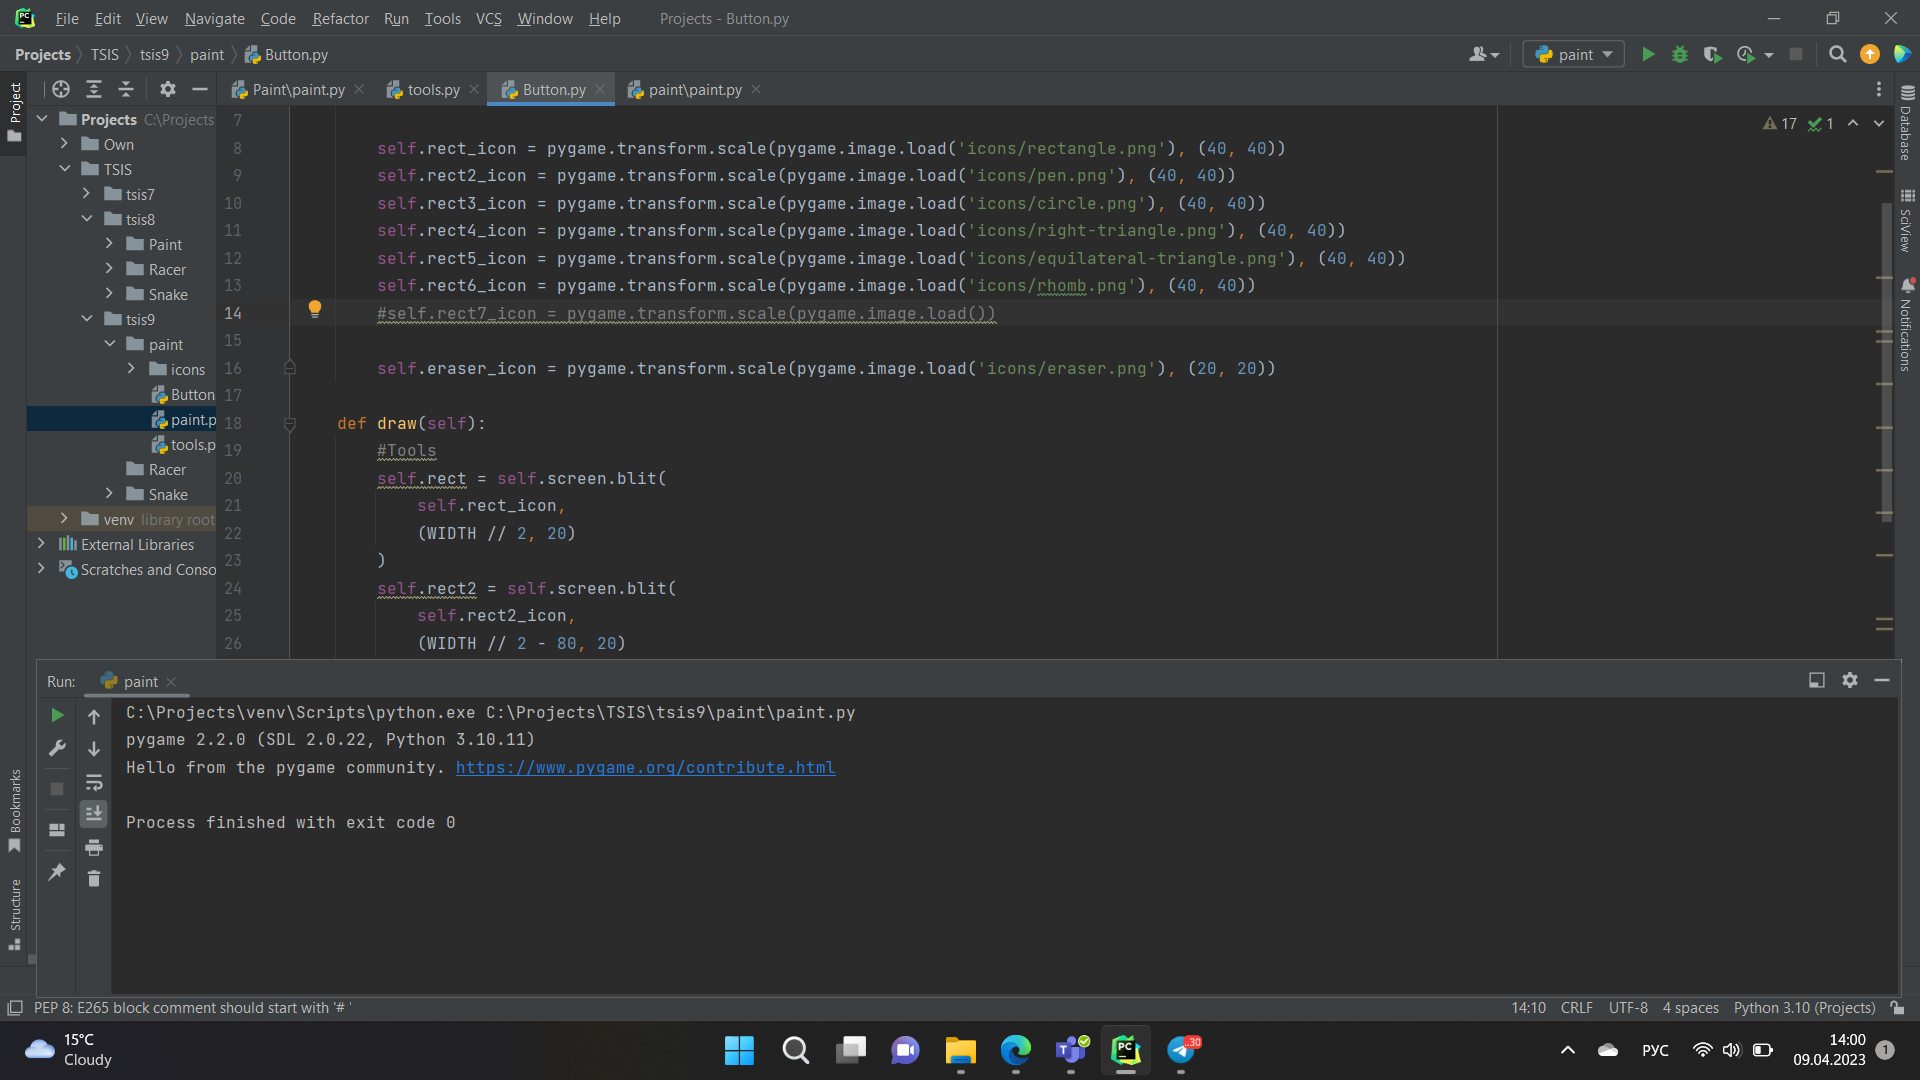 File Edit View Navigate Code Refactor Run Tools VCS Window Help Projects - Button.py
Projects TSIS tsis9 paint Button.py paint
Project
Paint\paint.py tools.py Button.py paint\paint.py
Projects C:\Projects
Own
TSIS
tsis7
tsis8
Paint
Racer
Snake
tsis9
paint
icons
Button
paint.p
tools.p
Racer
Snake
venv library root
External Libraries
Scratches and Conso
17 1
7
8 self.rect_icon = pygame.transform.scale(pygame.image.load('icons/rectangle.png'), (40, 40))
9 self.rect2_icon = pygame.transform.scale(pygame.image.load('icons/pen.png'), (40, 40))
10 self.rect3_icon = pygame.transform.scale(pygame.image.load('icons/circle.png'), (40, 40))
11 self.rect4_icon = pygame.transform.scale(pygame.image.load('icons/right-triangle.png'), (40, 40))
12 self.rect5_icon = pygame.transform.scale(pygame.image.load('icons/equilateral-triangle.png'), (40, 40))
13 self.rect6_icon = pygame.transform.scale(pygame.image.load('icons/rhomb.png'), (40, 40))
14 #self.rect7_icon = pygame.transform.scale(pygame.image.load())
15
16 self.eraser_icon = pygame.transform.scale(pygame.image.load('icons/eraser.png'), (20, 20))
17
18 def draw(self):
19 #Tools
20 self.rect = self.screen.blit(
21 self.rect_icon,
22 (WIDTH // 2, 20)
23 )
24 self.rect2 = self.screen.blit(
25 self.rect2_icon,
26 (WIDTH // 2 - 80, 20)
Database
SciView
Notifications
Run: paint
C:\Projects\venv\Scripts\python.exe C:\Projects\TSIS\tsis9\paint\paint.py
pygame 2.2.0 (SDL 2.0.22, Python 3.10.11)
Hello from the pygame community. https://www.pygame.org/contribute.html
Process finished with exit code 0
Bookmarks
Structure
PEP 8: E265 block comment should start with '# ' 14:10 CRLF UTF-8 4 spaces Python 3.10 (Projects)
15°C
Cloudy
PC
30
РУС
14:00
09.04.2023
1